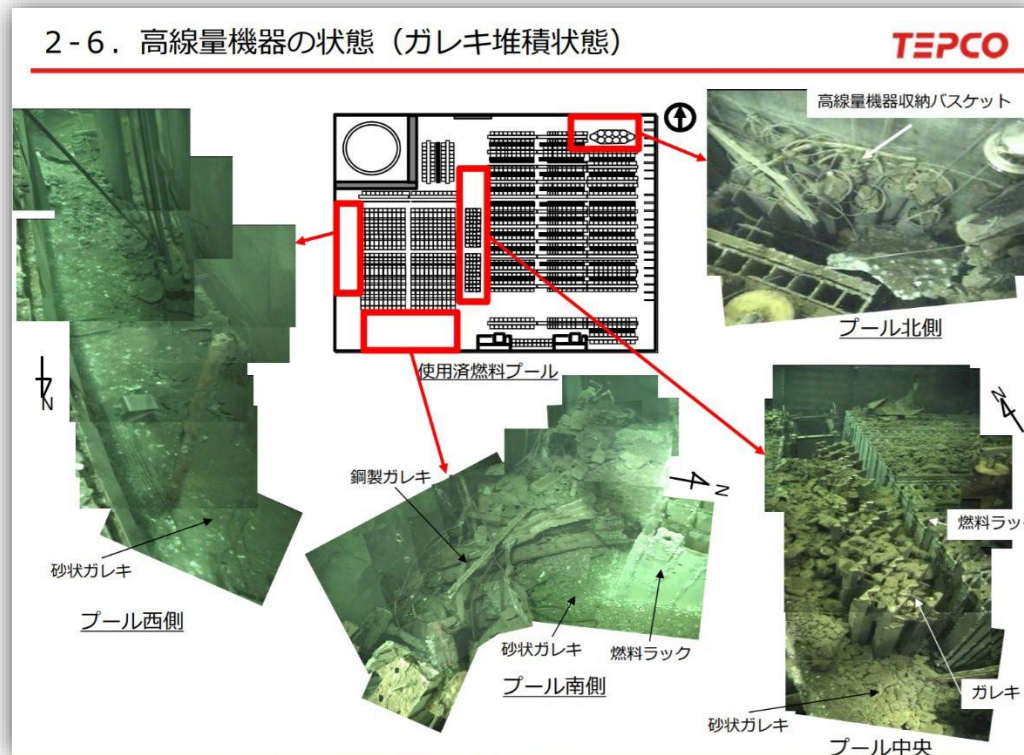 2-6．高線量機器の状態（ガレキ堆積状態）
TEPCO
高線量機器収納バスケット
プール北側
使用済燃料プール
N
砂状ガレキ
プール西側
鋼製ガレキ
N
砂状ガレキ
燃料ラック
プール南側
N
燃料ラック
ガレキ
砂状ガレキ
プール中央